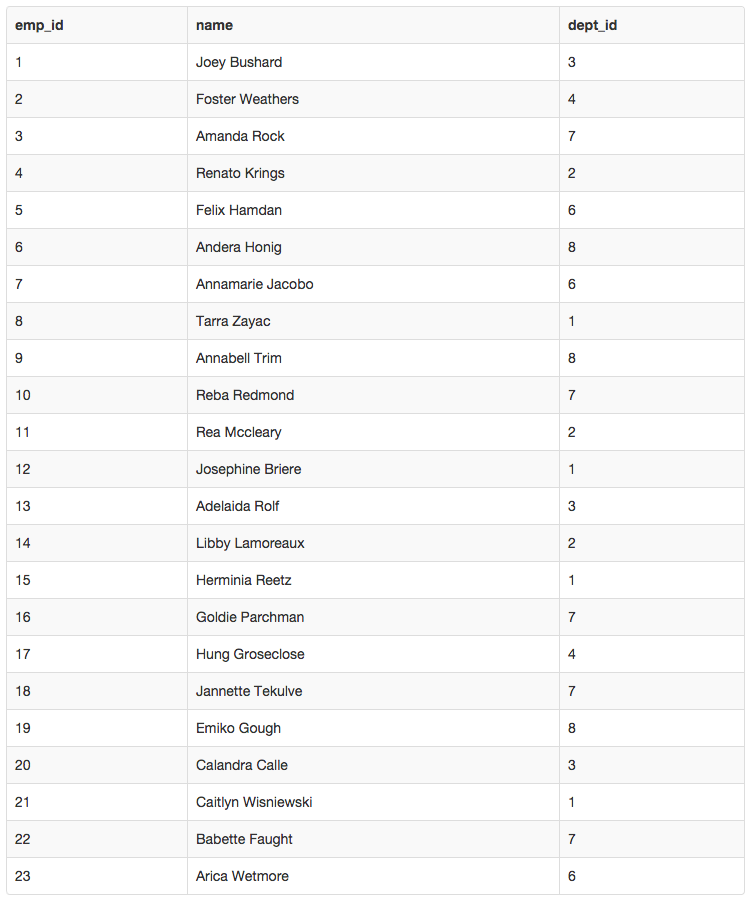 emp_id name dept_id
1 Joey Bushard 3
2 Foster Weathers 4
3 Amanda Rock 7
4 Renato Krings 2
5 Felix Hamdan 6
6 Andera Honig 8
7 Annamarie Jacobo 6
8 Tarra Zayac 1
9 Annabell Trim 8
10 Reba Redmond 7
11 Rea Mccleary 2
12 Josephine Briere 1
13 Adelaida Rolf 3
14 Libby Lamoreaux 2
15 Herminia Reetz 1
16 Goldie Parchman 7
17 Hung Groseclose 4
18 Jannette Tekulve 7
19 Emiko Gough 8
20 Calandra Calle 3
21 Caitlyn Wisniewski 1
22 Babette Faught 7
23 Arica Wetmore 6